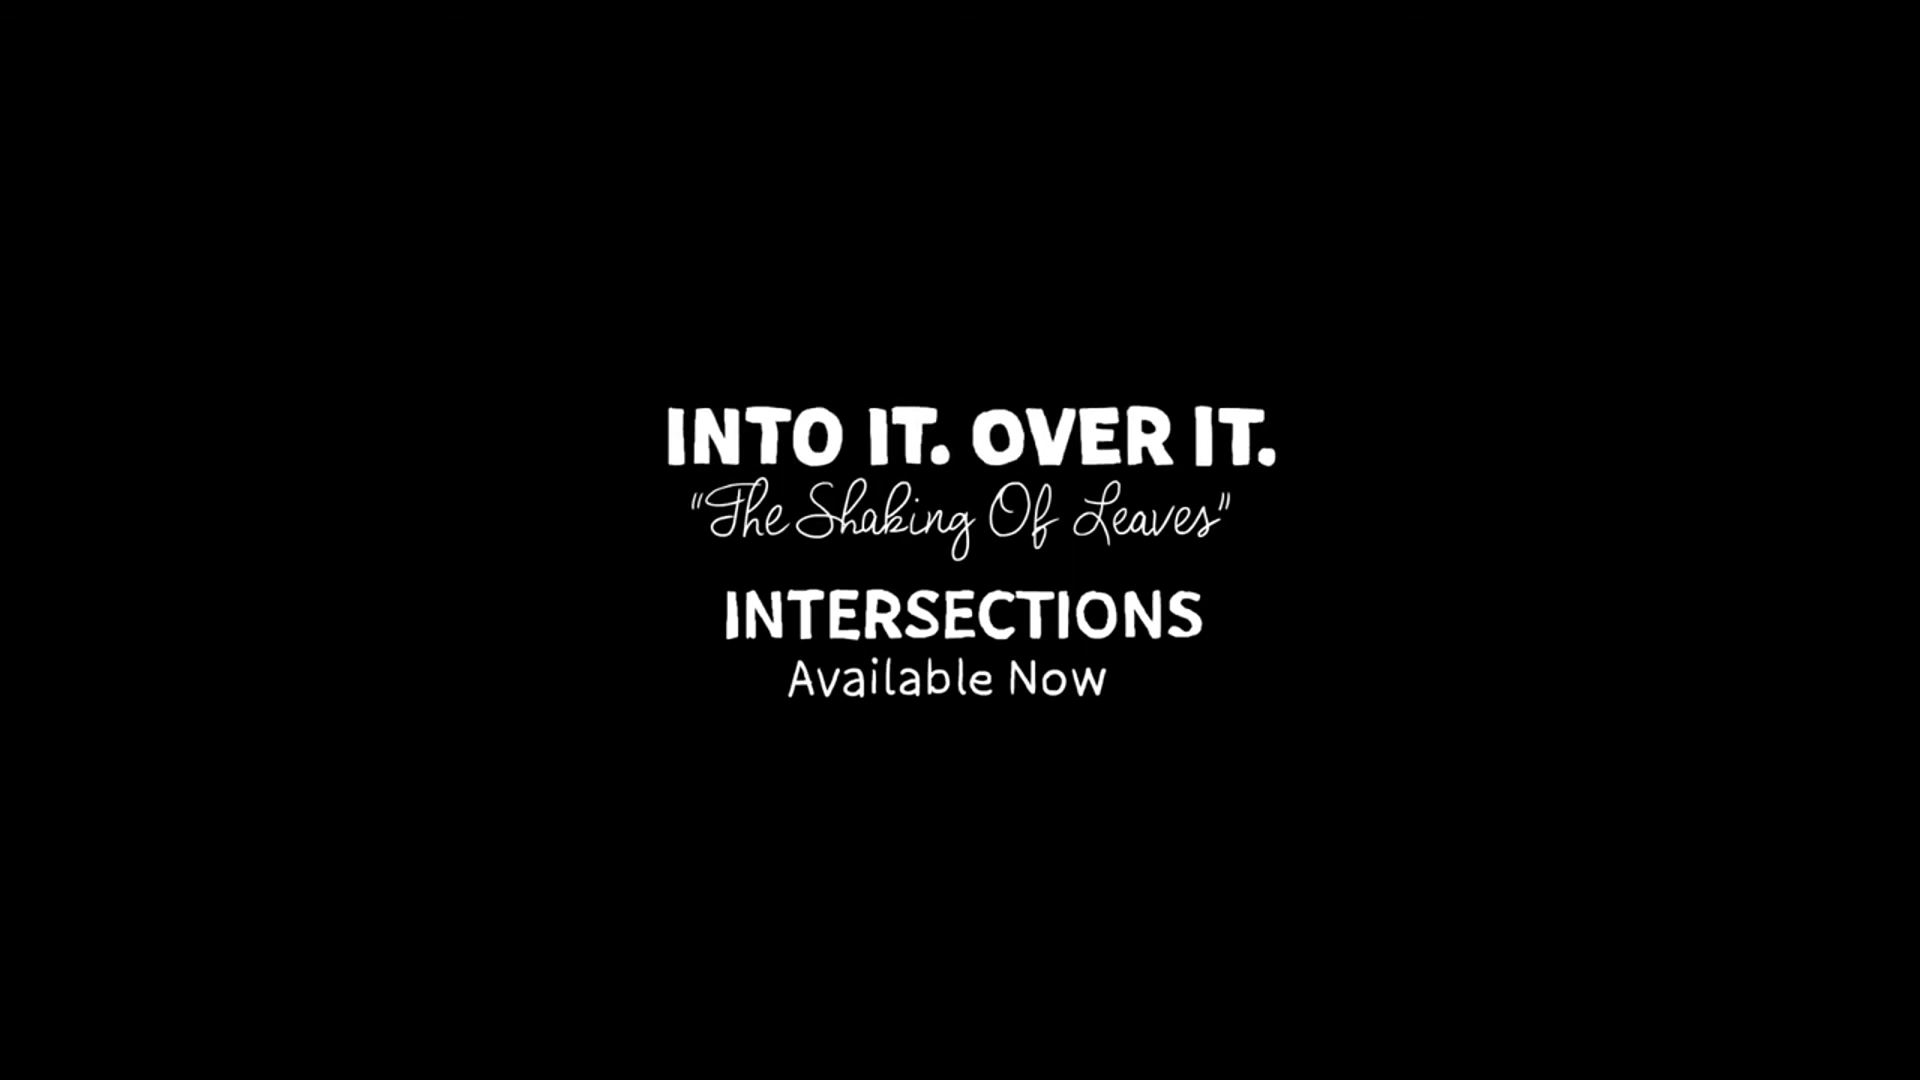 INTO IT. OVER IT.
"The Shaking Of Leaves"
INTERSECTIONS
Available Now